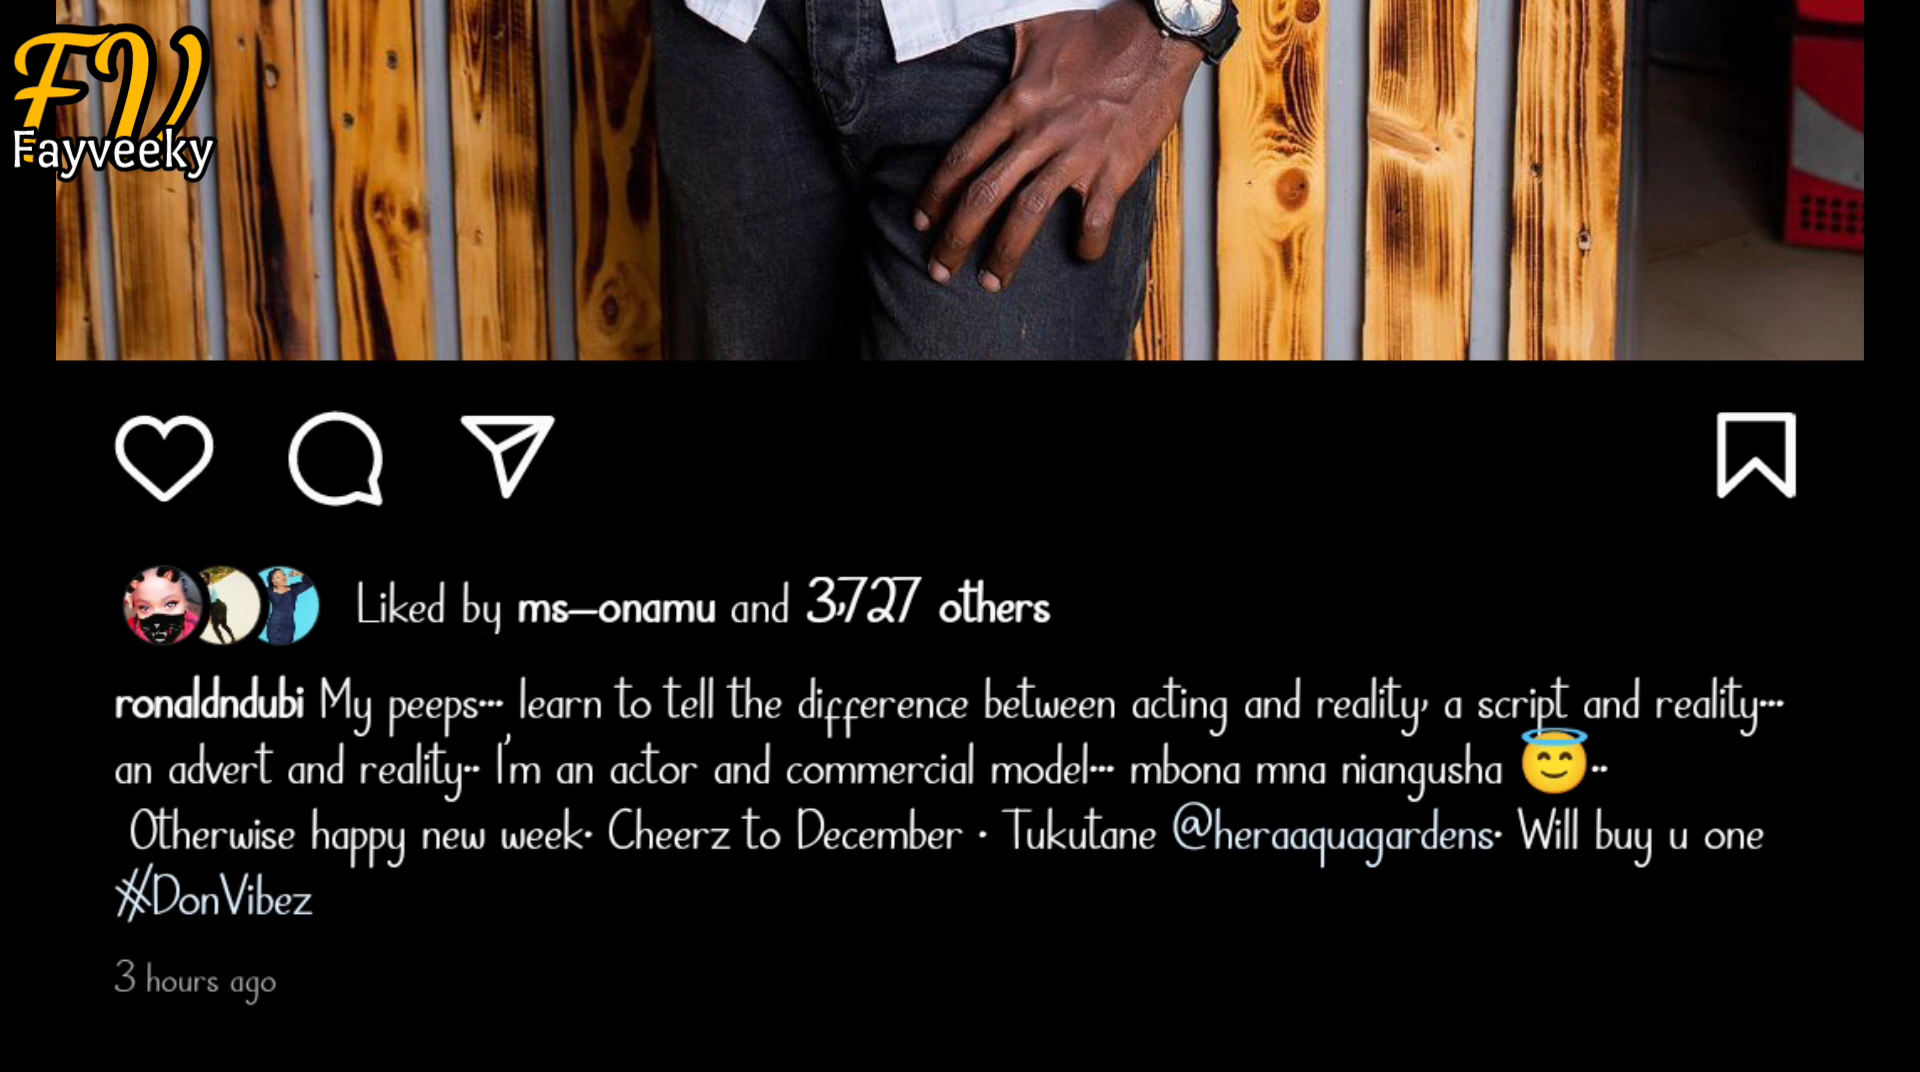 FV
Fayveeky
Liked by ms_onamu and 3,727 others
ronaldndubi My peeps... learn to tell the difference between acting and reality, a script and reality...
an advert and reality.. I'm an actor and commercial model... mbona mna niangusha 😇..
Otherwise happy new week. Cheerz to December . Tukutane @heraaquagardens. Will buy u one
#DonVibez
3 hours ago